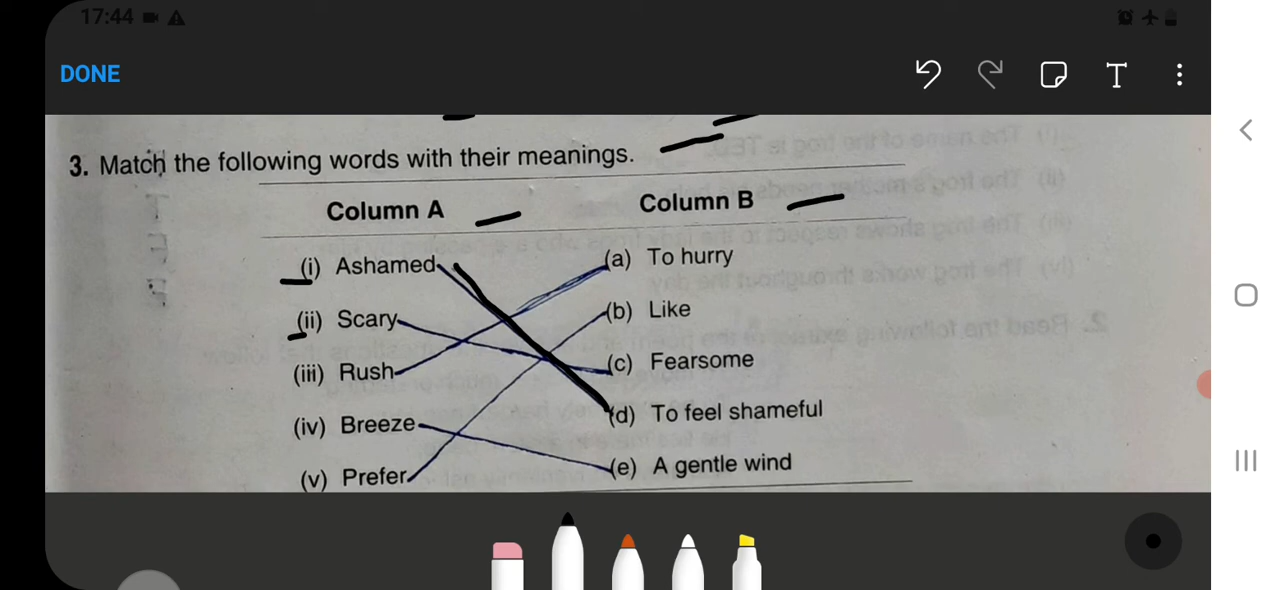 17:44
DONE
T
3. Match the following words with their meanings.
Column A Column B
(i) Ashamed (a) To hurry
(ii) Scary (b) Like
(iii) Rush (c) Fearsome
(iv) Breeze (d) To feel shameful
(v) Prefer (e) A gentle wind